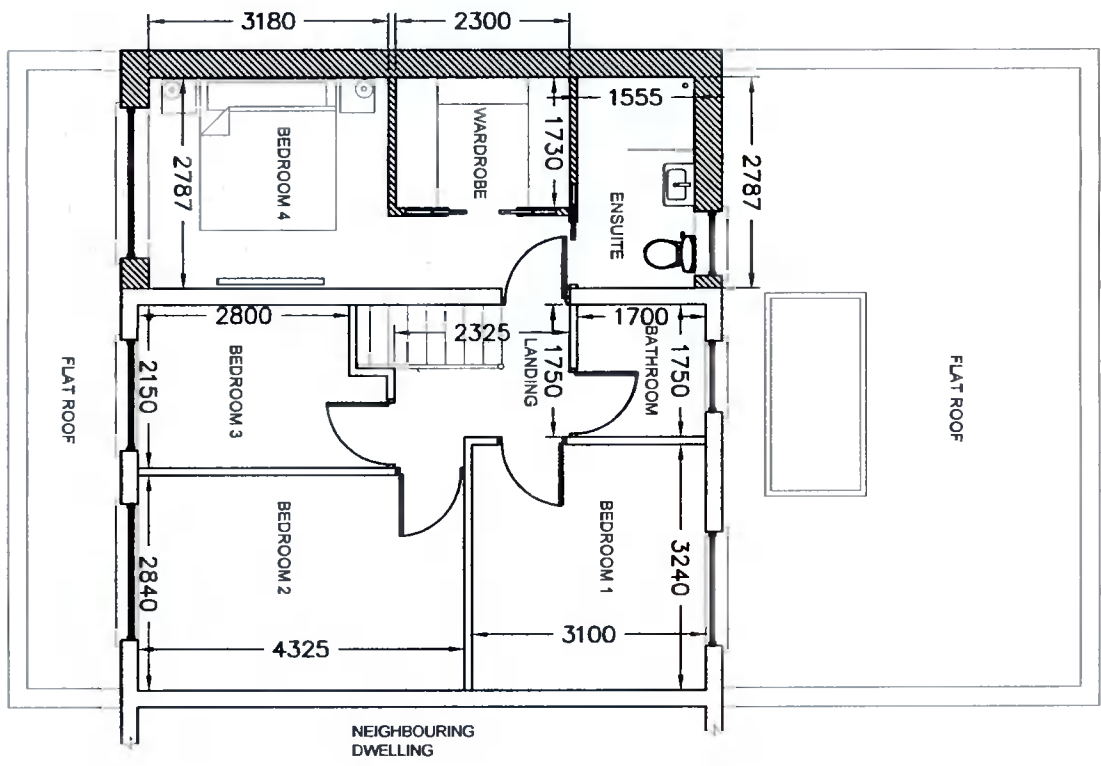 3180
2300
1555
BEDROOM 4
2787
WARDROBE
1730
ENSUITE
2787
2800
2325
1700
BEDROOM 3
2150
LANDING
1750
BATHROOM
1750
FLAT ROOF
FLAT ROOF
BEDROOM 2
2840
4325
BEDROOM 1
3240
3100
NEIGHBOURING
DWELLING